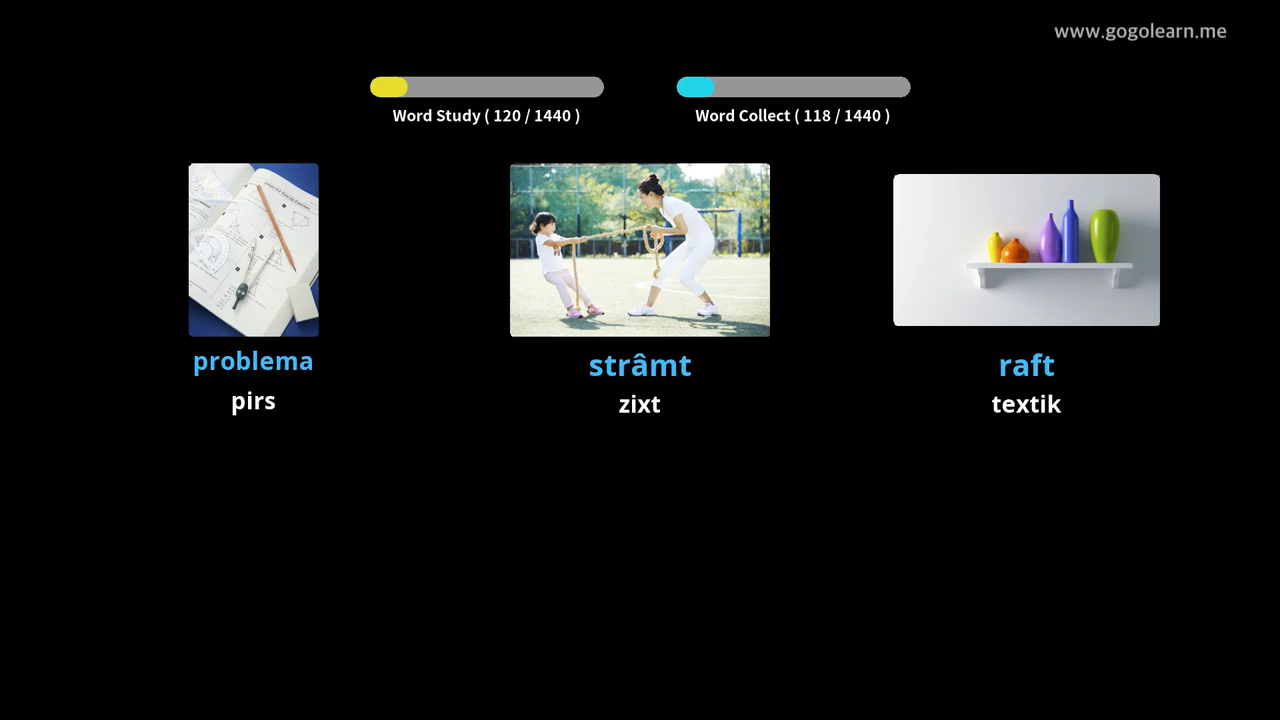 www.gogolearn.me
Word Study ( 120 / 1440 )
Word Collect ( 118 / 1440 )
problema
pirs
strâmt
zixt
raft
textik